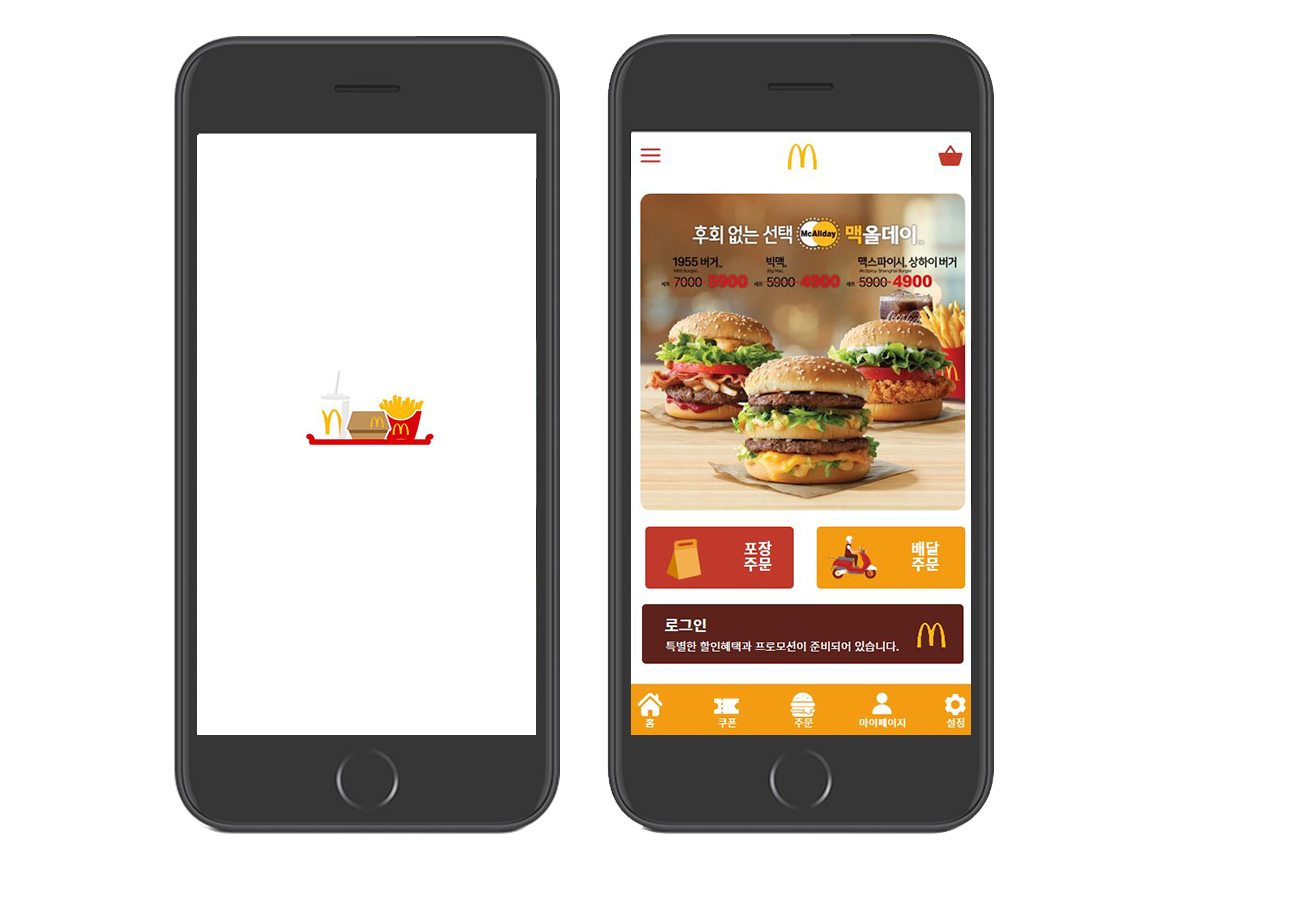 후회 없는 선택 McAllday 맥올데이
1955 버거 빅맥 맥스파이시 상하이 버거
1955 Burger Big Mac McSpicy Shanghai Burger
세트 7000 5900 세트 5900 4900 세트 5900 4900
포장
주문
배달
주문
로그인
특별한 할인혜택과 프로모션이 준비되어 있습니다.
홈 쿠폰 주문 마이페이지 설정